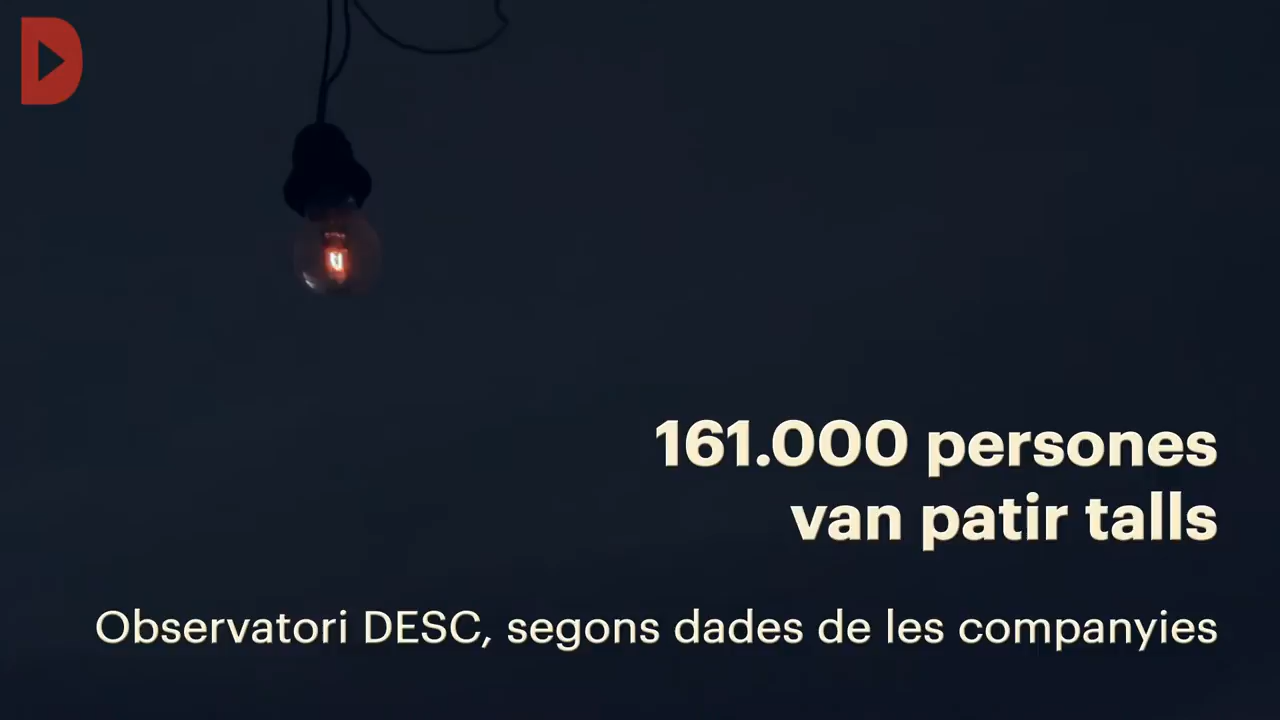 161.000 persones
van patir talls
Observatori DESC, segons dades de les companyies